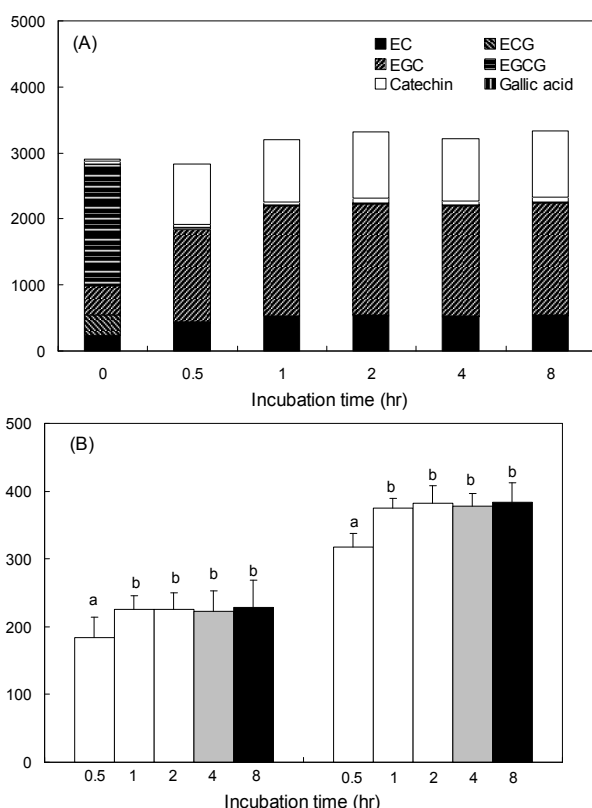 5000
(A)
EC
ECG
4000
EGC
EGCG
Catechin
Gallic acid
3000
2000
1000
0
0
0.5
1
2
4
8
Incubation time (hr)
500
(B)
400
b
b
b
b
a
300
b
b
b
b
a
200
100
0
0.5
1
2
4
8
0.5
1
2
4
8
Incubation time (hr)